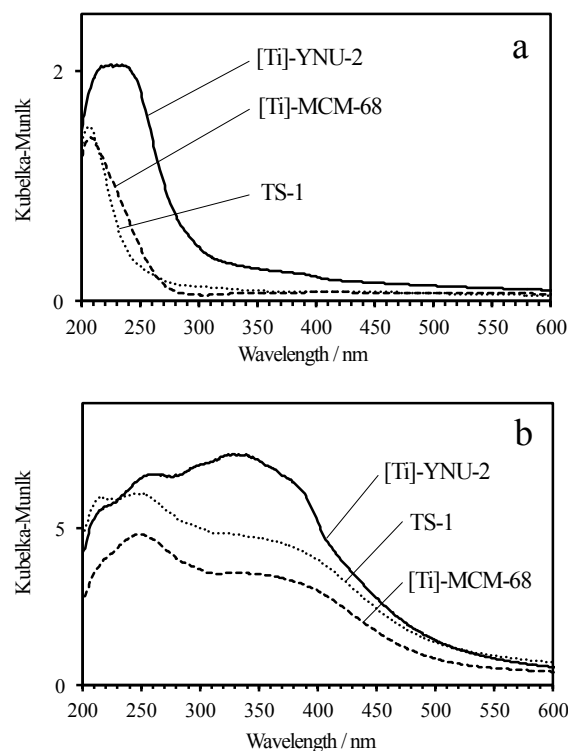 a
2
[Ti]-YNU-2
[Ti]-MCM-68
TS-1
Kubelka-Munlk
0
200 250 300 350 400 450 500 550 600
Wavelength / nm
b
[Ti]-YNU-2
TS-1
5
[Ti]-MCM-68
Kubelka-Munlk
0
200 250 300 350 400 450 500 550 600
Wavelength / nm